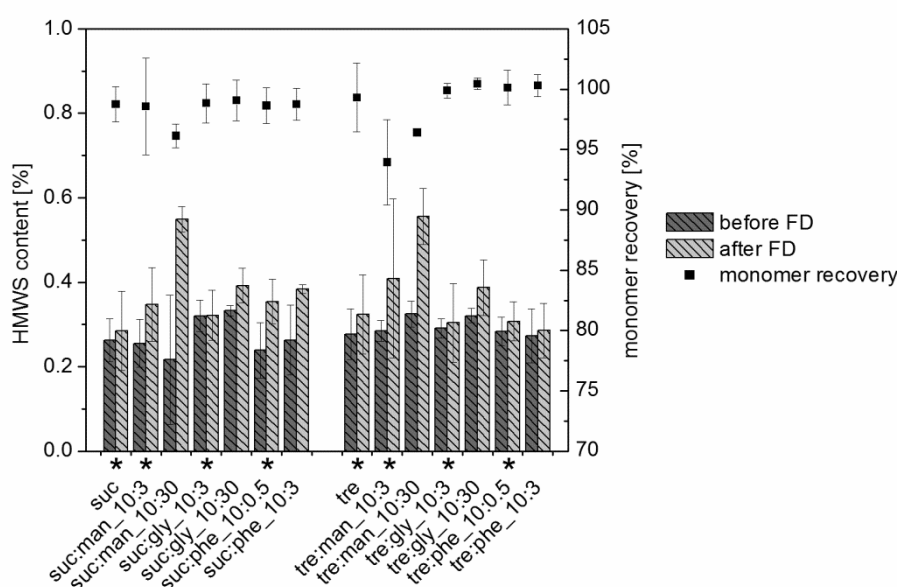 HMWS content [%]
1.0
0.8
0.6
0.4
0.2
0.0
105
100
95
90
85
80
75
70
monomer recovery [%]
before FD
after FD
monomer recovery
* * * * * * * *
suc
suc:man_10:3
suc:man_10:30
suc:gly_10:3
suc:gly_10:30
suc:phe_10:0.5
suc:phe_10:3
tre
tre:man_10:3
tre:man_10:30
tre:gly_10:3
tre:gly_10:30
tre:phe_10:0.5
tre:phe_10:3